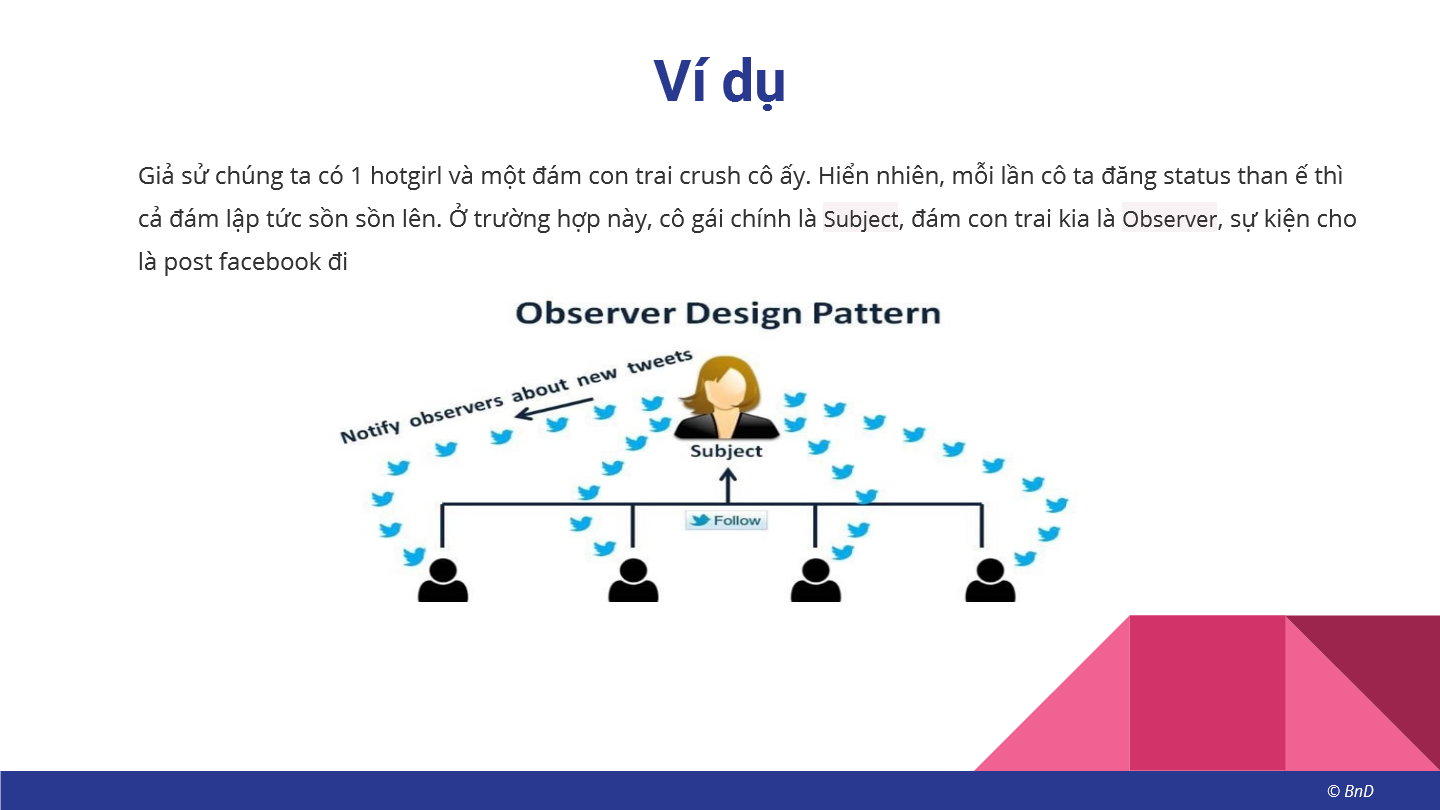 Ví dụ
Giả sử chúng ta có 1 hotgirl và một đám con trai crush cô ấy. Hiển nhiên, mỗi lần cô ta đăng status than ế thì
cả đám lập tức sồn sồn lên. Ở trường hợp này, cô gái chính là Subject, đám con trai kia là Observer, sự kiện cho
là post facebook đi
Observer Design Pattern
Notify observers about new tweets
Subject
Follow
© BnD